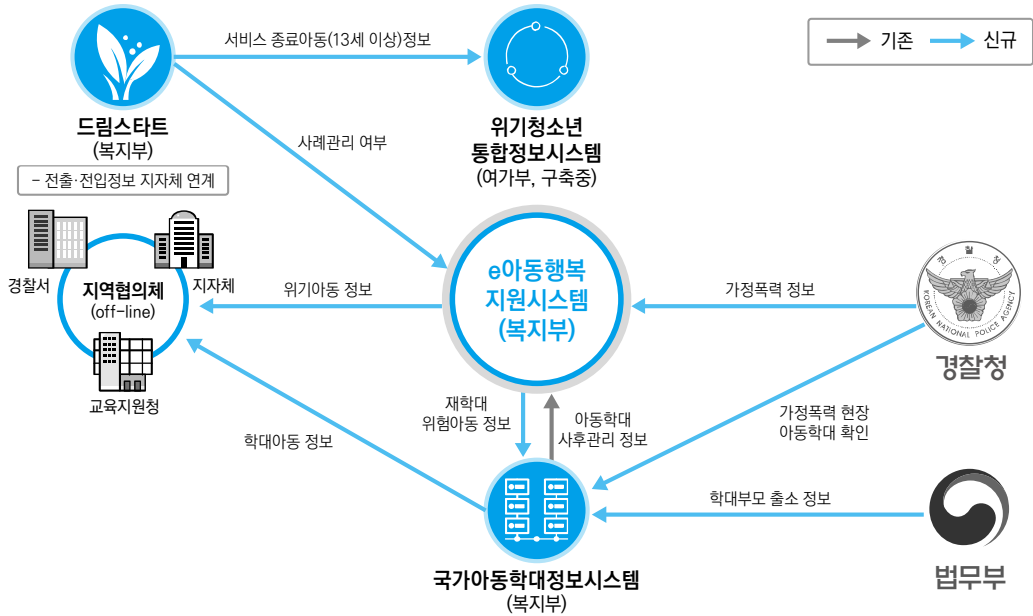 서비스 종료아동(13세 이상)정보
기존
신규
드림스타트
(복지부)
- 전출·전입정보 지자체 연계
사례관리 여부
위기청소년
통합정보시스템
(여가부, 구축중)
경찰서
지자체
지역협의체
(off-line)
교육지원청
위기아동 정보
e아동행복
지원시스템
(복지부)
가정폭력 정보
경찰청
KOREAN NATIONAL POLICE AGENCY
경찰청
학대아동 정보
재학대
위험아동 정보
아동학대
사후관리 정보
가정폭력 현장
아동학대 확인
학대부모 출소 정보
법무부
국가아동학대정보시스템
(복지부)